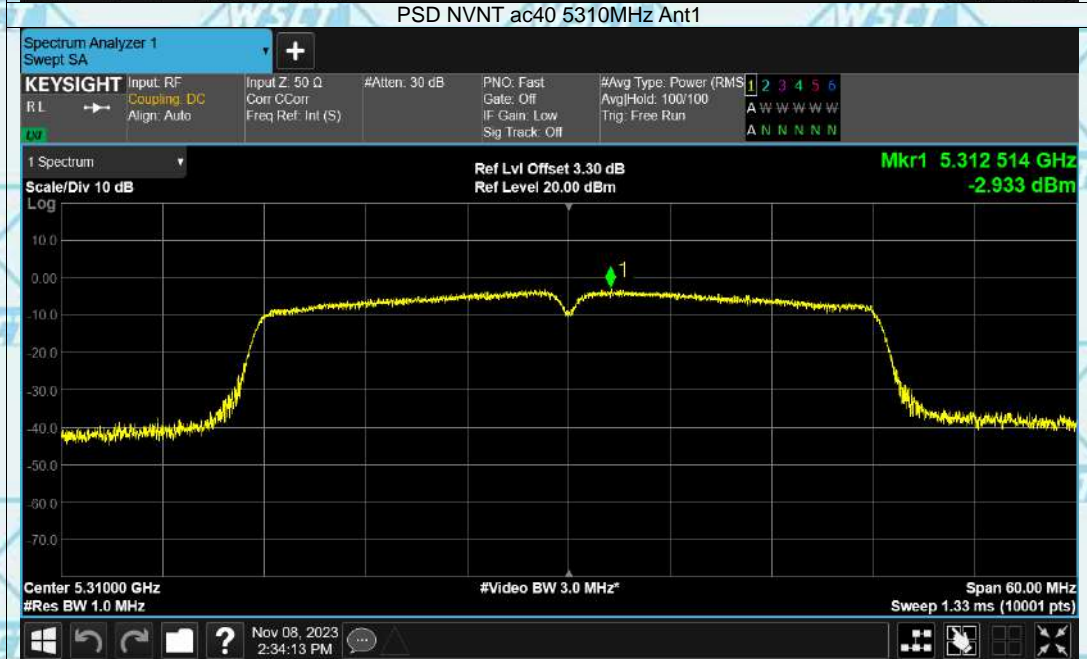 PSD NVNT ac40 5310MHz Ant1
Spectrum Analyzer 1
Swept SA
KEYSIGHT
RL
LXI
Input: RF
Coupling: DC
Align: Auto
Input Z: 50 Ω
Corr CCorr
Freq Ref: Int (S)
#Atten: 30 dB
PNO: Fast
Gate: Off
IF Gain: Low
Sig Track: Off
#Avg Type: Power (RMS
Avg|Hold: 100/100
Trig: Free Run
1 2 3 4 5 6
A W W W W W
A N N N N N
1 Spectrum
Scale/Div 10 dB
Ref Lvl Offset 3.30 dB
Ref Level 20.00 dBm
Mkr1 5.312 514 GHz
-2.933 dBm
Log
10.0
0.00
-10.0
-20.0
-30.0
-40.0
-50.0
-60.0
-70.0
1
Center 5.31000 GHz
#Res BW 1.0 MHz
#Video BW 3.0 MHz*
Span 60.00 MHz
Sweep 1.33 ms (10001 pts)
?
Nov 08, 2023
2:34:13 PM